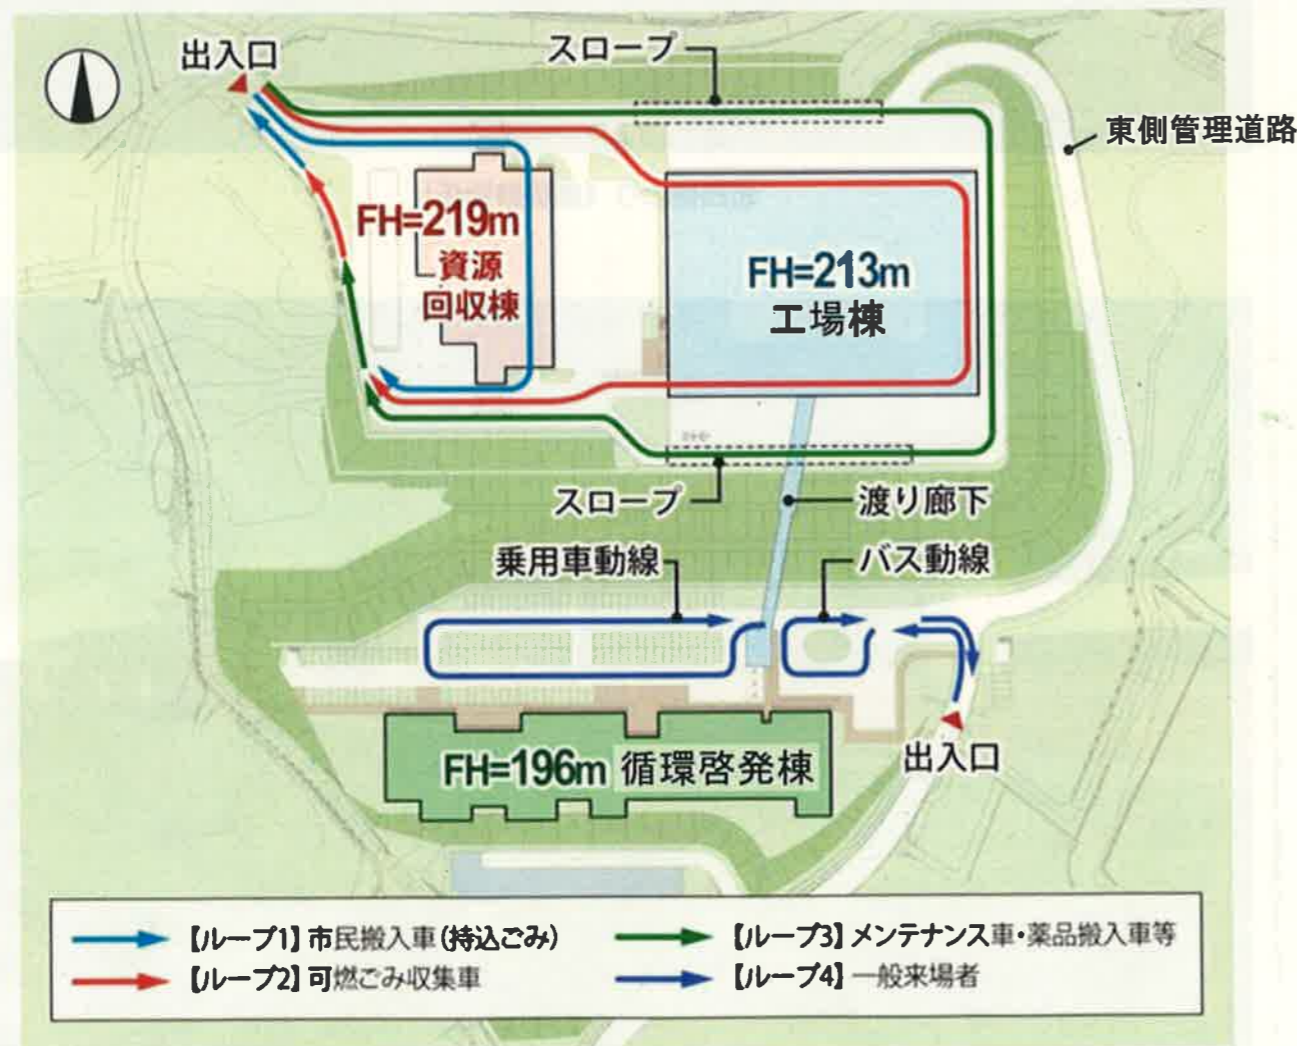 出入口
スロープ
東側管理道路
FH=219m
資源
回収棟
FH=213m
工場棟
スロープ
渡り廊下
乗用車動線
バス動線
FH=196m 循環啓発棟
出入口
【ループ1】市民搬入車(持込ごみ)
【ループ2】可燃ごみ収集車
【ループ3】メンテナンス車・薬品搬入車等
【ループ4】一般来場者